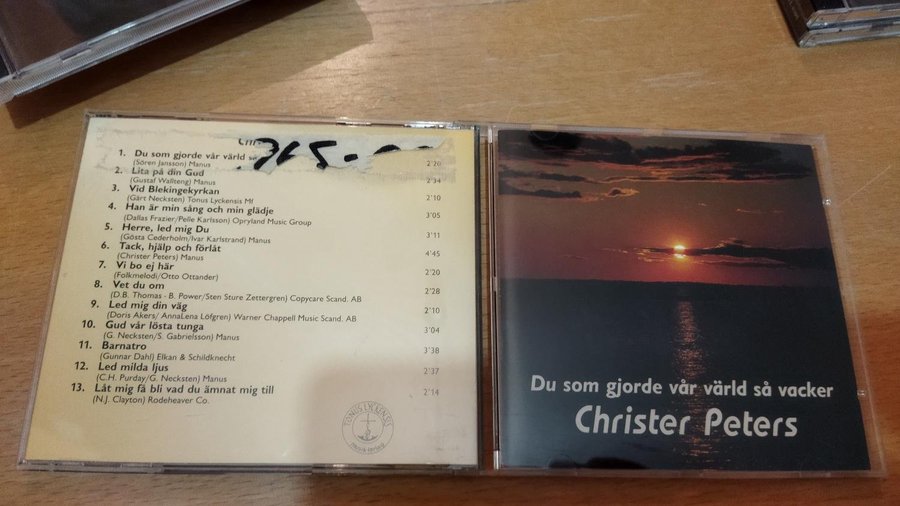 1. Du som gjorde vår värld så
(Sören Jansson) Manus 2'20
2. Lita på din Gud
(Gustaf Wallteng) Manus 2'34
3. Vid Blekingekyrkan
(Gärt Necksten) Tonus Lyckensis Mf 2'10
4. Han är min sång och min glädje
(Dallas Frazier/Pelle Karlsson) Opryland Music Group 3'05
5. Herre, led mig Du
(Gösta Cederholm/Ivar Karlstrand) Manus 3'11
6. Tack, hjälp och förlåt
(Christer Peters) Manus 4'45
7. Vi bo ej här
(Folkmelodi/Otto Ottander) 2'20
8. Vet du om
(D.B. Thomas - B. Power/Sten Sture Zettergren) Copycare Scand. AB 2'28
9. Led mig din väg
(Doris Akers/ AnnaLena Löfgren) Warner Chappell Music Scand. AB 2'10
10. Gud vår lösta tunga
(G. Necksten/S. Gabrielsson) Manus 3'04
11. Barnatro
(Gunnar Dahl) Elkan & Schildknecht 3'38
12. Led milda ljus
(C.H. Purday/G. Necksten) Manus 2'37
13. Låt mig få bli vad du ämnat mig till
(N.J. Clayton) Rodeheaver Co. 2'14
TONUS LYCKENSIS
musikförlag
Du som gjorde vår värld så vacker
Christer Peters